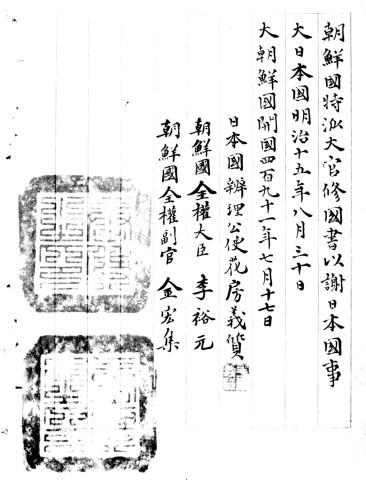 朝鮮國特派大官修國書以謝日本國事
大日本國明治十五年八月三十日
大朝鮮國開國四百九十一年七月十七日
日本國辨理公使花房義質
朝鮮國全權大臣 李裕元
朝鮮國全權副官 金宏集